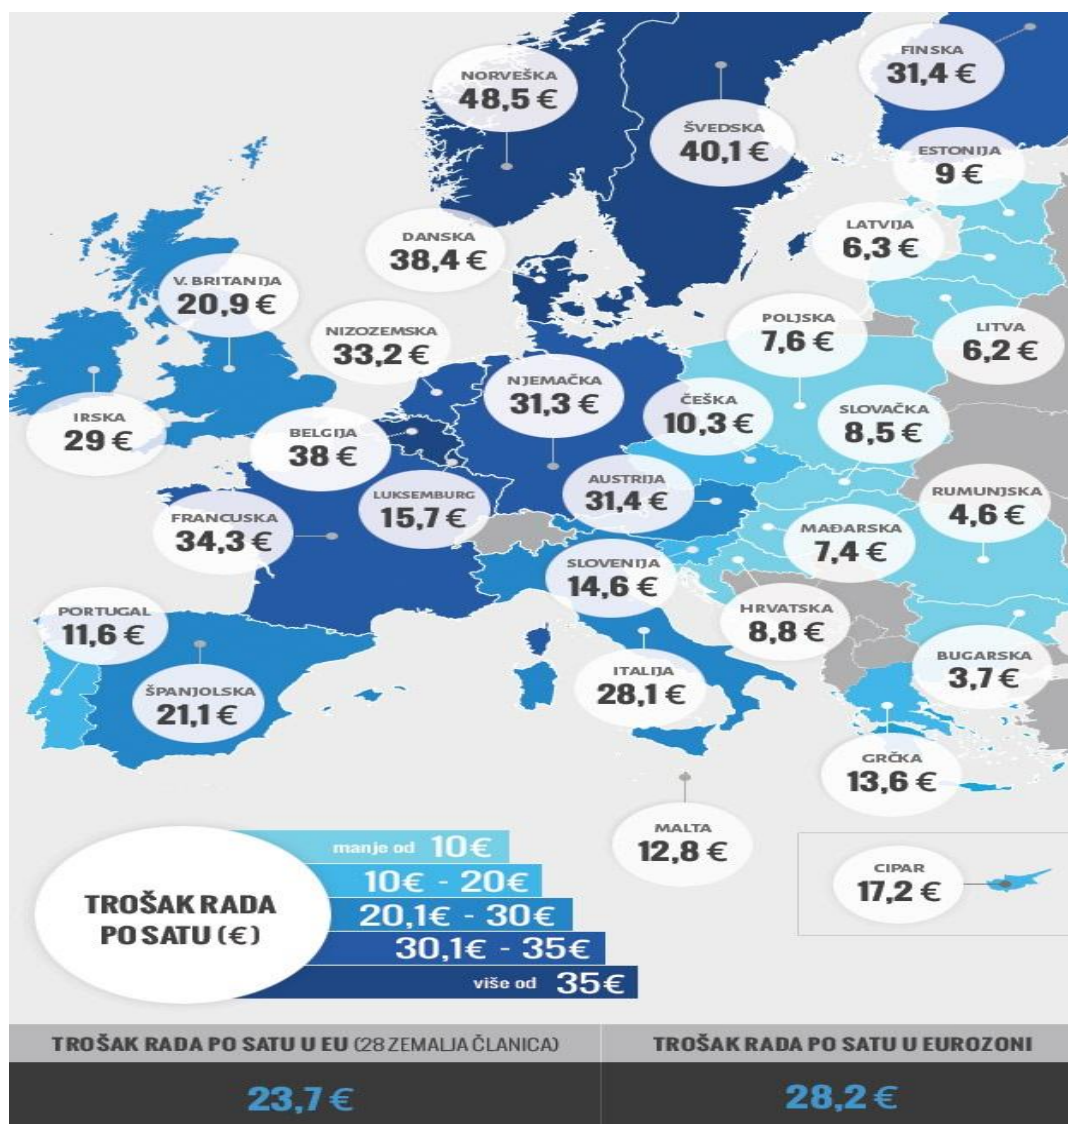 NORVEŠKA
48,5 €
ŠVEDSKA
40,1 €
FINSKA
31,4 €
ESTONIJA
9 €
LATVIJA
6,3 €
DANSKA
38,4 €
V. BRITANIJA
20,9 €
NIZOZEMSKA
33,2 €
POLJSKA
7,6 €
LITVA
6,2 €
NJEMAČKA
31,3 €
IRSKA
29 €
BELGIJA
38 €
ČEŠKA
10,3 €
SLOVAČKA
8,5 €
LUKSEMBURG
15,7 €
AUSTRIJA
31,4 €
RUMUNJSKA
4,6 €
FRANCUSKA
34,3 €
MAĐARSKA
7,4 €
SLOVENIJA
14,6 €
PORTUGAL
11,6 €
HRVATSKA
8,8 €
BUGARSKA
3,7 €
ŠPANJOLSKA
21,1 €
ITALIJA
28,1 €
GRČKA
13,6 €
MALTA
12,8 €
CIPAR
17,2 €
TROŠAK RADA
PO SATU (€)
manje od 10€
10€ - 20€
20,1€ - 30€
30,1€ - 35€
više od 35€
TROŠAK RADA PO SATU U EU (28 ZEMALJA ČLANICA)
23,7 €
TROŠAK RADA PO SATU U EUROZONI
28,2 €